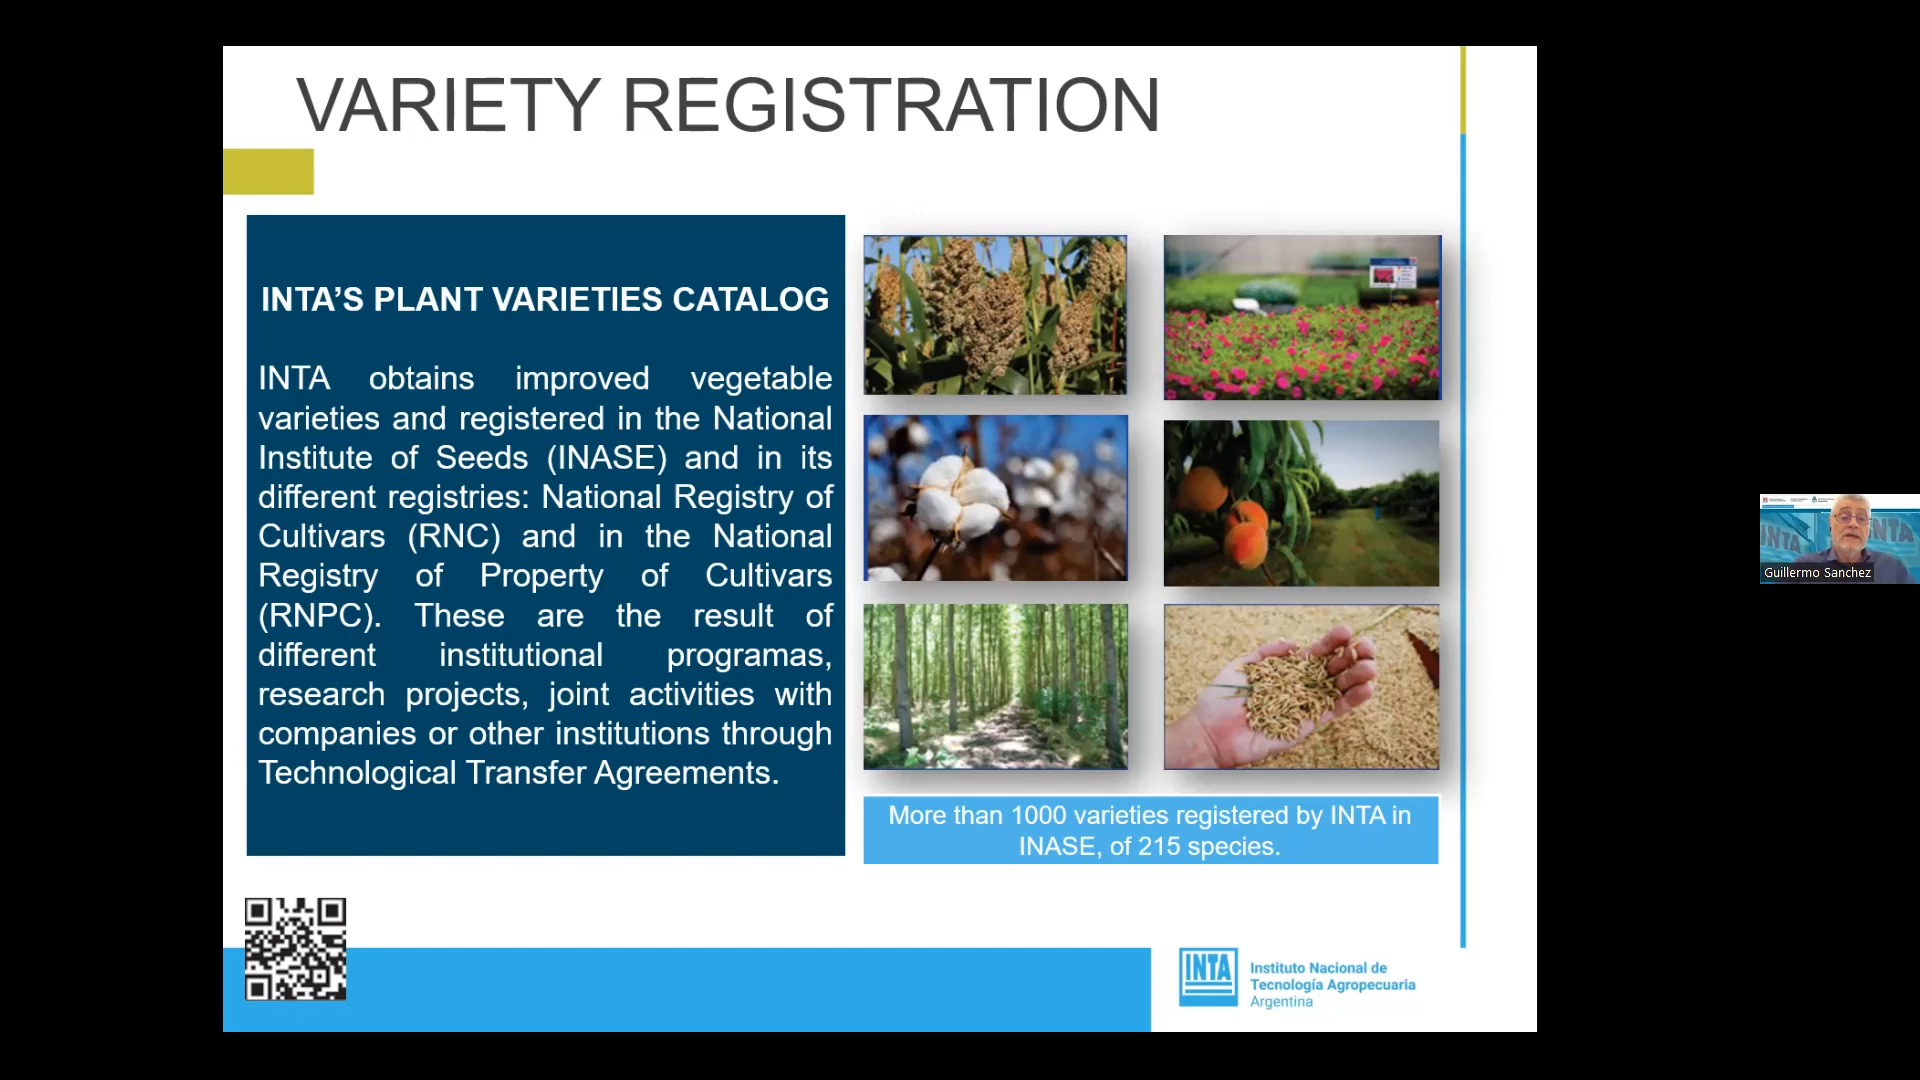 VARIETY REGISTRATION
INTA’S PLANT VARIETIES CATALOG
INTA obtains improved vegetable
varieties and registered in the National
Institute of Seeds (INASE) and in its
different registries: National Registry of
Cultivars (RNC) and in the National
Registry of Property of Cultivars
(RNPC). These are the result of
different institutional programas,
research projects, joint activities with
companies or other institutions through
Technological Transfer Agreements.
More than 1000 varieties registered by INTA in
INASE, of 215 species.
INTA
Instituto Nacional de
Tecnología Agropecuaria
Argentina
INTA
INTA
Guillermo Sanchez